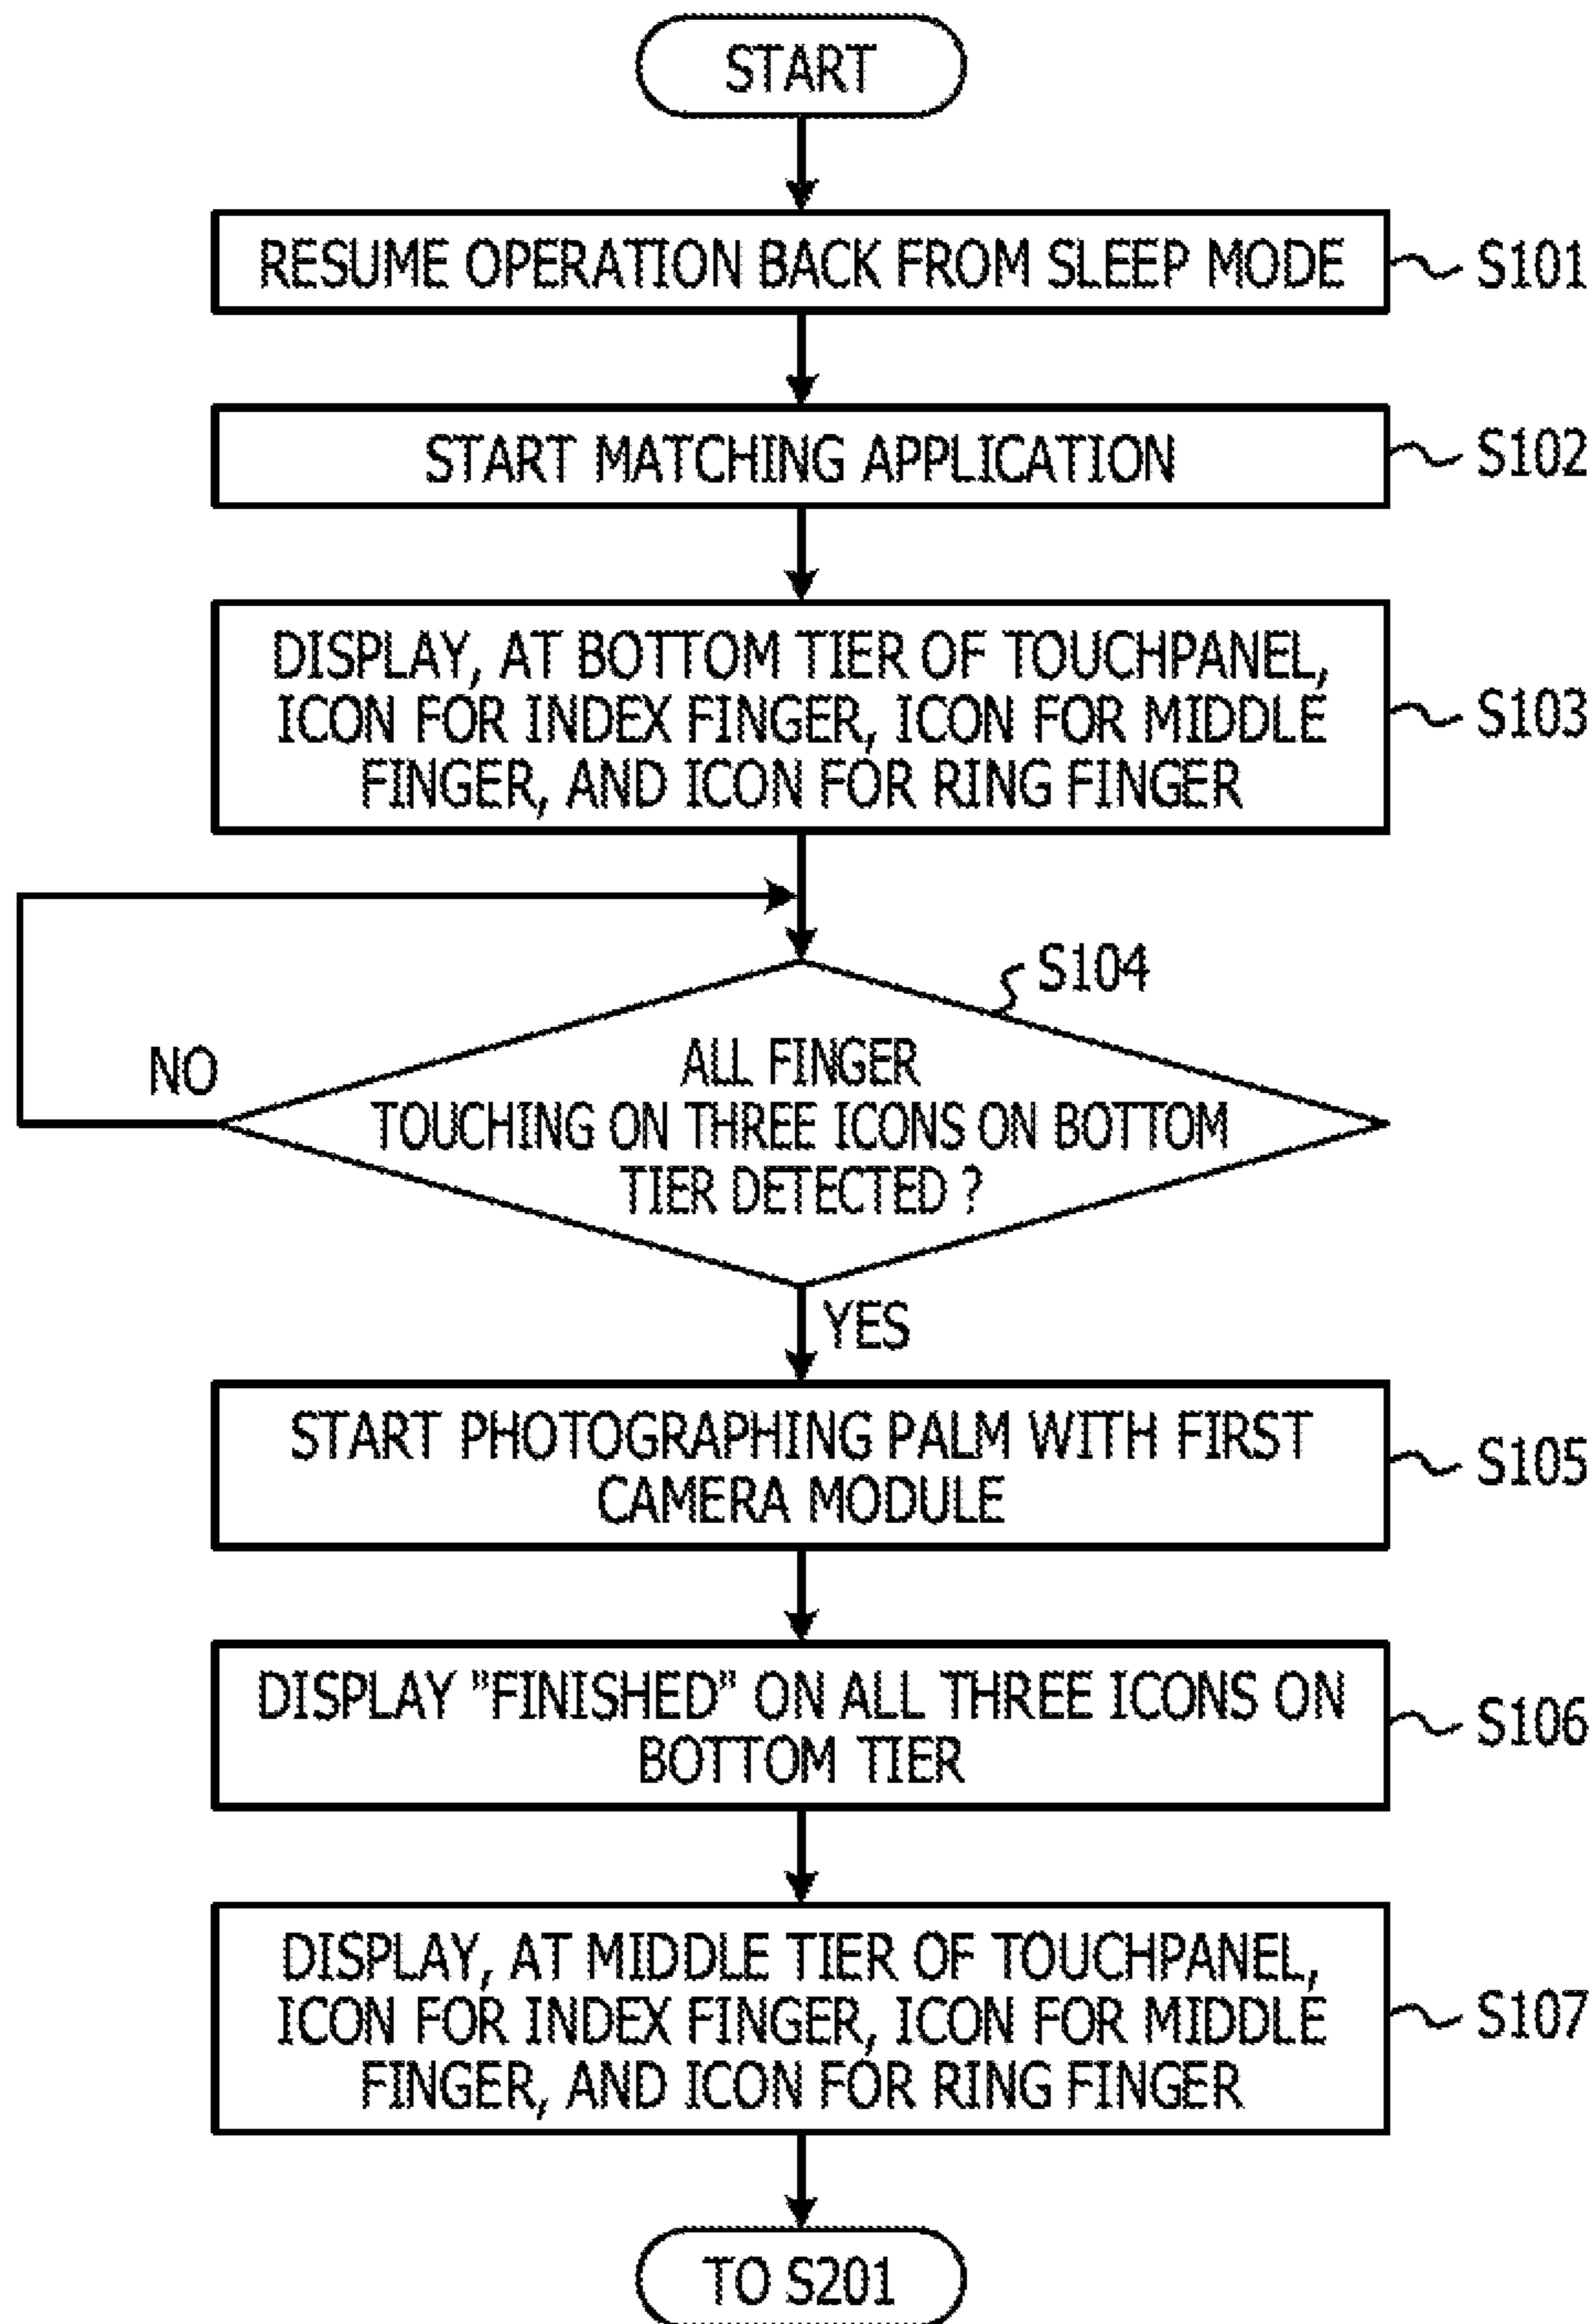 START
RESUME OPERATION BACK FROM SLEEP MODE
S101
START MATCHING APPLICATION
S102
DISPLAY, AT BOTTOM TIER OF TOUCHPANEL,
ICON FOR INDEX FINGER, ICON FOR MIDDLE
FINGER, AND ICON FOR RING FINGER
S103
S104
NO
ALL FINGER
TOUCHING ON THREE ICONS ON BOTTOM
TIER DETECTED ?
YES
START PHOTOGRAPHING PALM WITH FIRST
CAMERA MODULE
S105
DISPLAY "FINISHED" ON ALL THREE ICONS ON
BOTTOM TIER
S106
DISPLAY, AT MIDDLE TIER OF TOUCHPANEL,
ICON FOR INDEX FINGER, ICON FOR MIDDLE
FINGER, AND ICON FOR RING FINGER
S107
TO S201